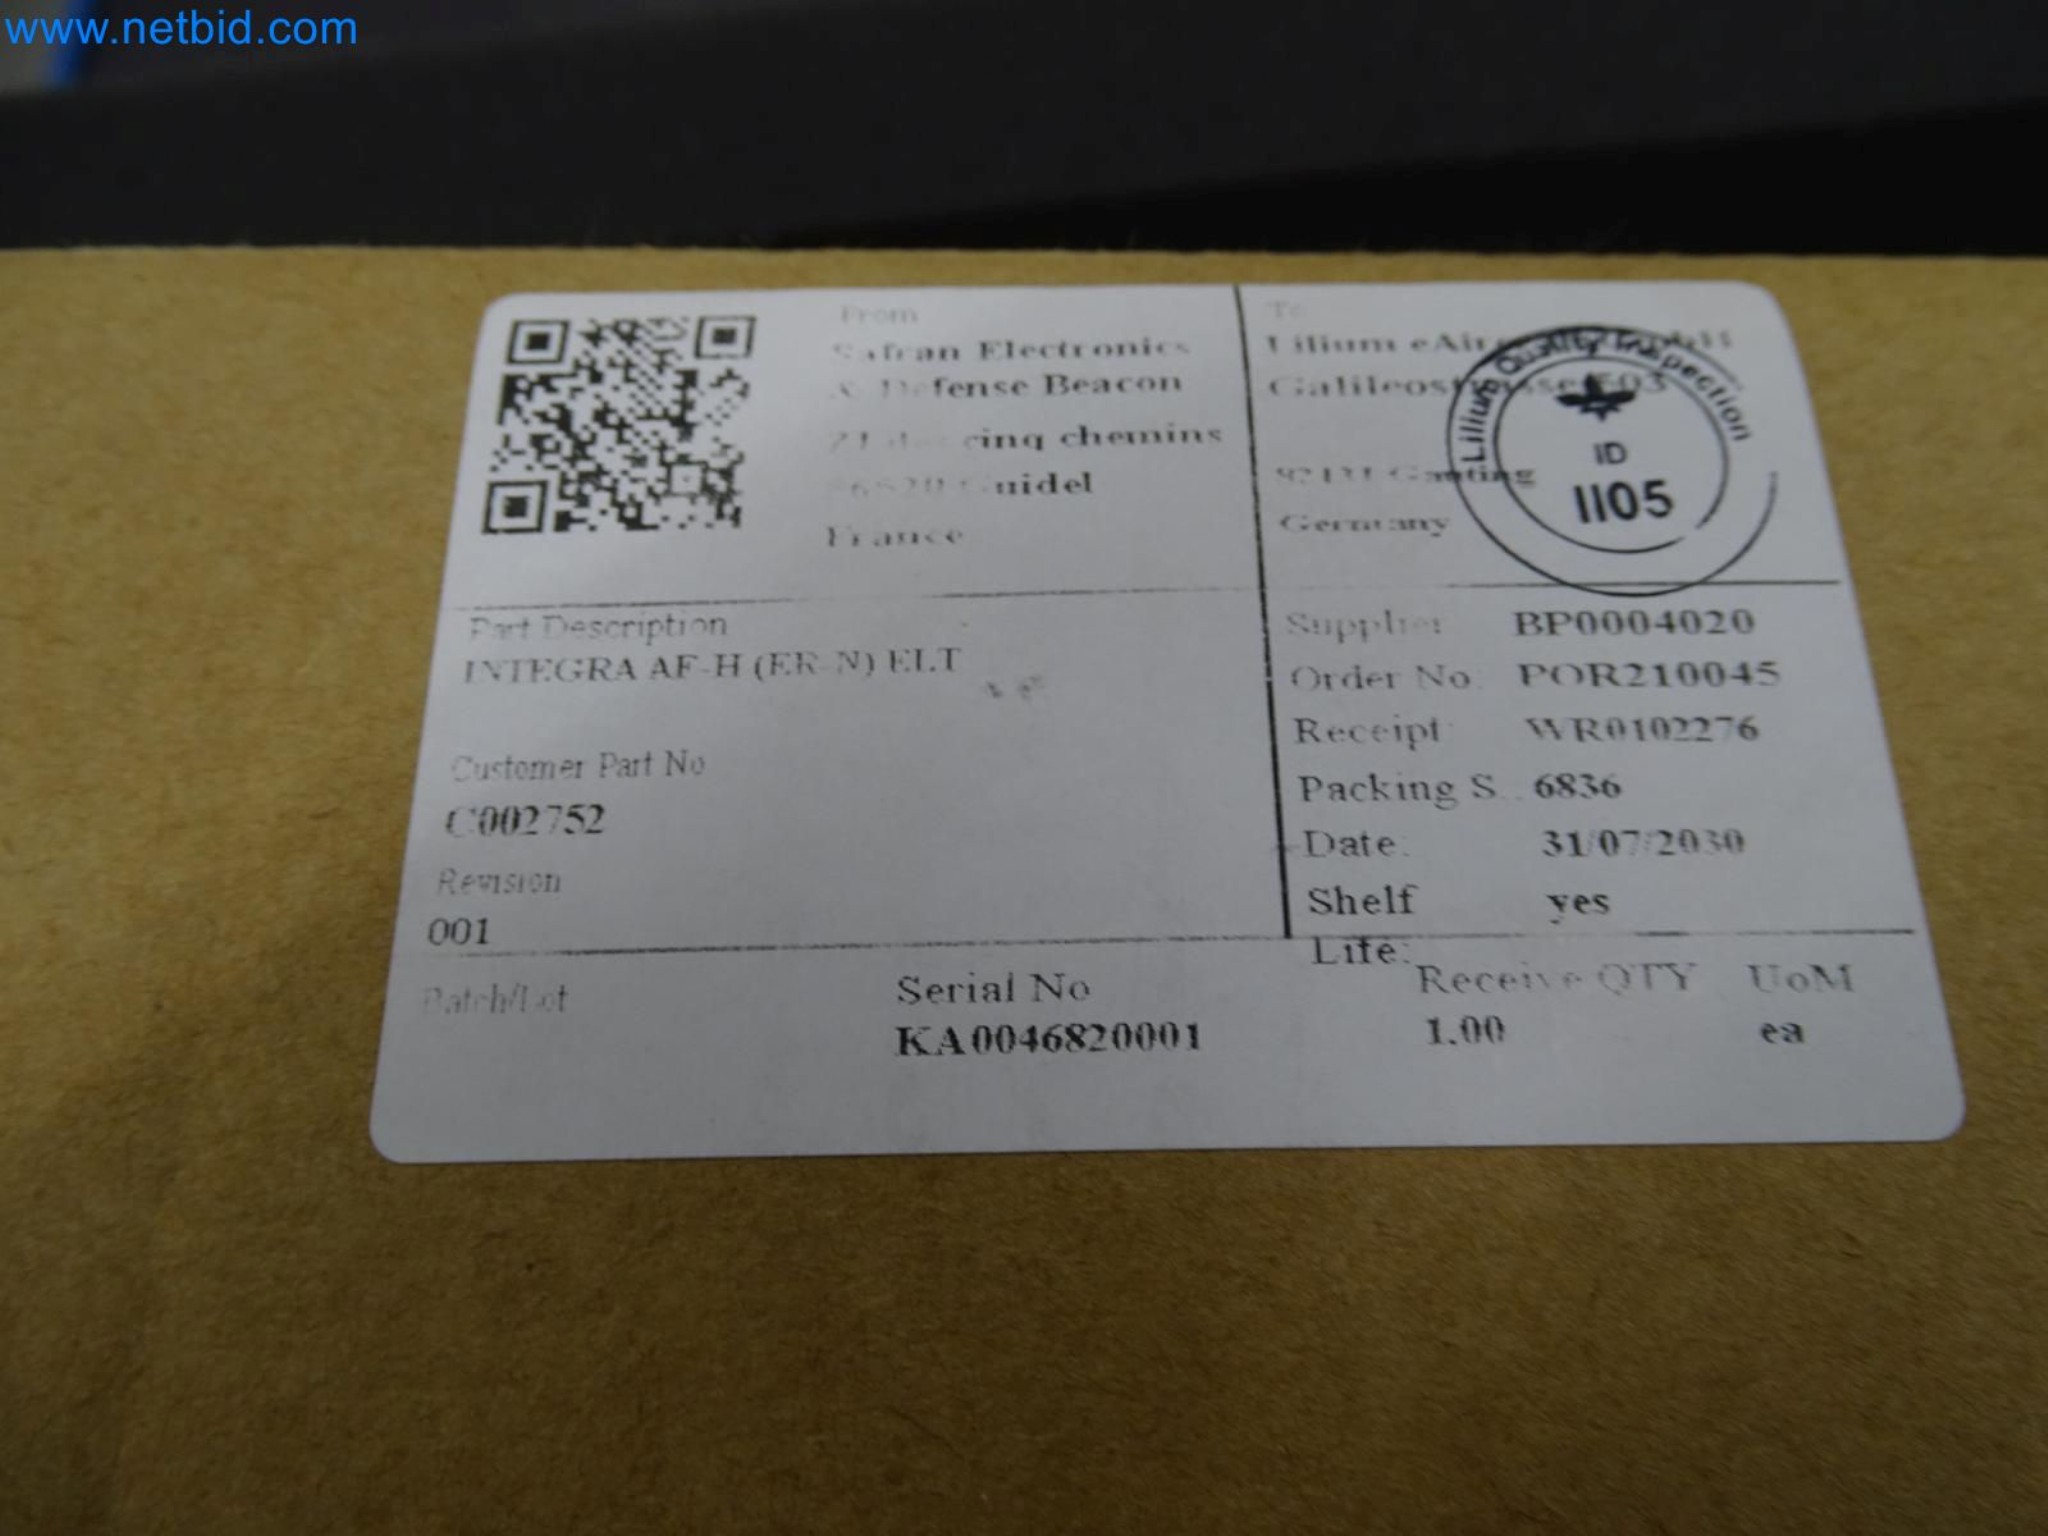 www.netbid.com
From
Safran Electronics
& Defense Beacon
cinq chemins
Guidel
France
To
Lilium
Gauting
Germany
Lilium Quality Inspection
ID
1105
Part Description
INTEGRA AF-H (ER-N) ELT
Customer Part No
C002752
Revision
001
Supplier: BP0004020
Order No: POR210045
Receipt: WR0102276
Packing S... 6836
Date: 31/07/2030
Shelf yes
Life:
Batch/Lot
Serial No
KA0046820001
Receive QTY UoM
1.00 ea